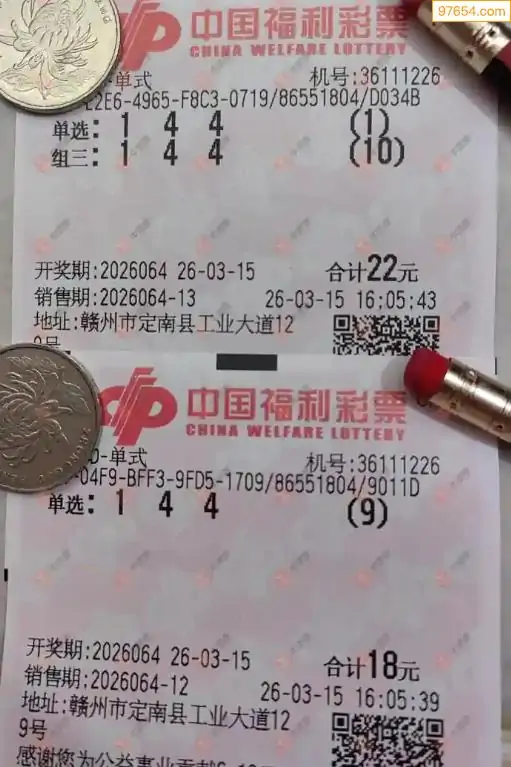 97654.com
中国福利彩票
CHINA WELFARE LOTTERY
-单式 机号:36111226
E2E6-4965-F8C3-0719/86551804/D034B
单选: 1 4 4 (1)
组三: 1 4 4 (10)
开奖期:2026064 26-03-15 合计22元
销售期:2026064-13 26-03-15 16:05:43
地址:赣州市定南县工业大道12
9号
中国福利彩票
CHINA WELFARE LOTTERY
D-单式 机号:36111226
04F9-BFF3-9FD5-1709/86551804/9011D
单选: 1 4 4 (9)
开奖期:2026064 26-03-15 合计18元
销售期:2026064-12 26-03-15 16:05:39
地址:赣州市定南县工业大道12
9号
感谢您为公益事业贡献6.12元